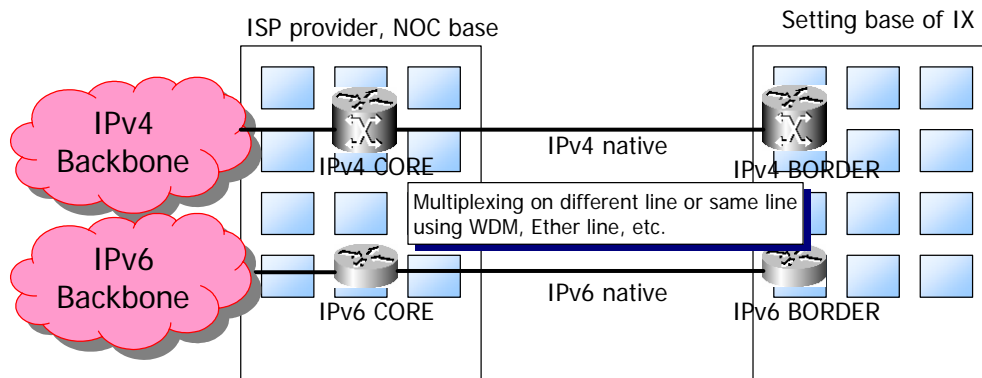 ISP provider, NOC base
Setting base of IX
IPv4
Backbone
IPv4 CORE
IPv4 native
IPv4 BORDER
Multiplexing on different line or same line
using WDM, Ether line, etc.
IPv6
Backbone
IPv6 CORE
IPv6 native
IPv6 BORDER